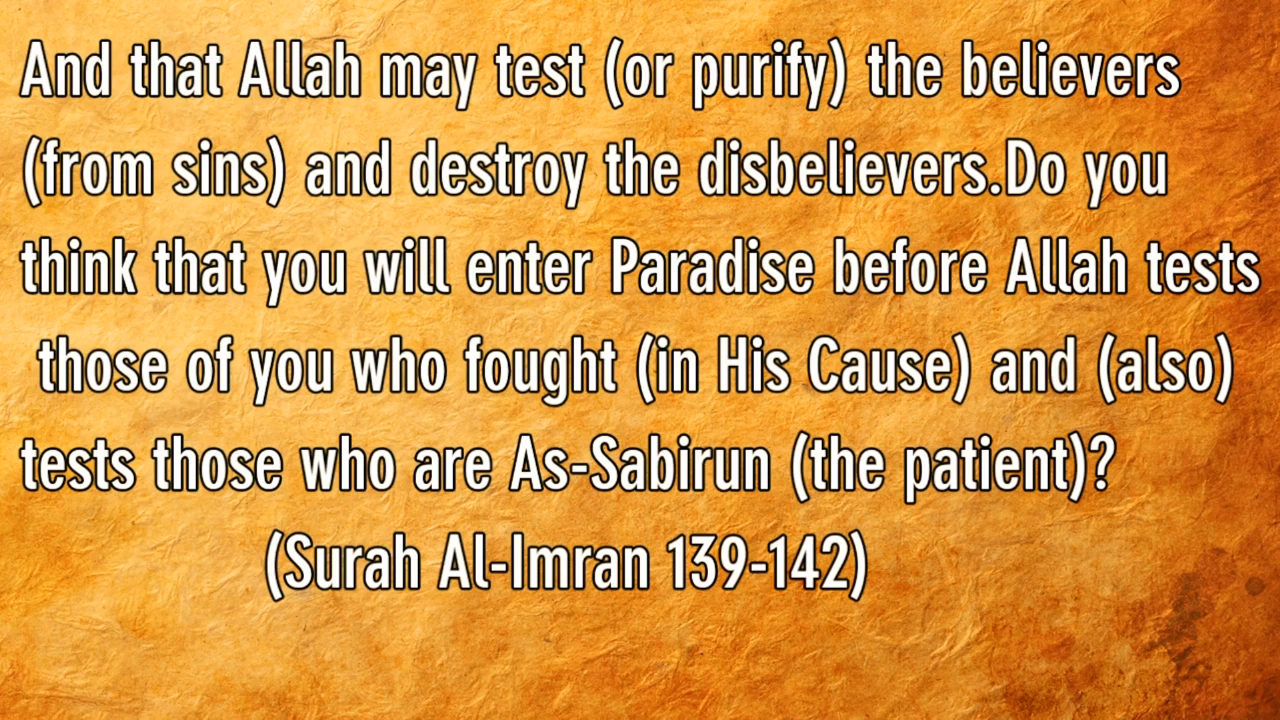 And that Allah may test (or purify) the believers
(from sins) and destroy the disbelievers.Do you
think that you will enter Paradise before Allah tests
those of you who fought (in His Cause) and (also)
tests those who are As-Sabirun (the patient)?
(Surah Al-Imran 139-142)